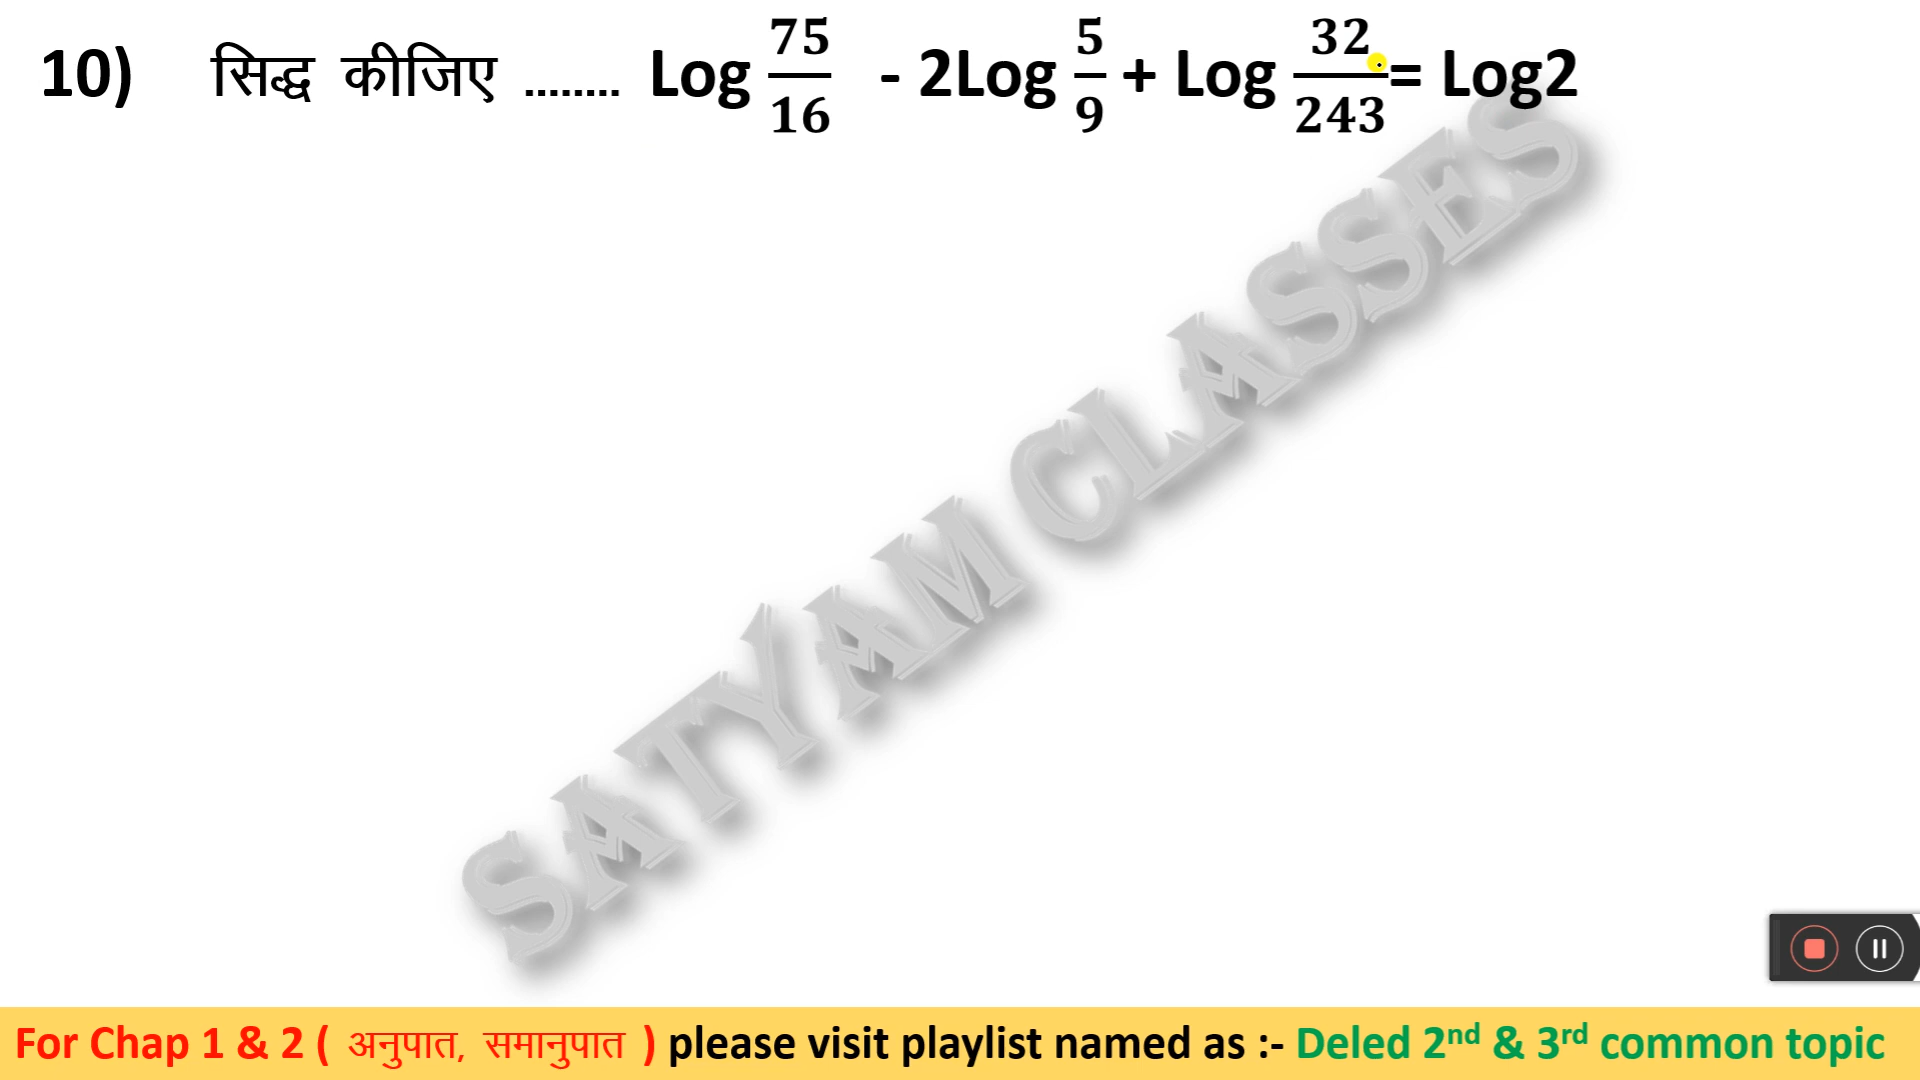 10) सिद्ध कीजिए ........ Log 75/16 - 2Log 5/9 + Log 32/243 = Log2
SATYAM CLASSES
For Chap 1 & 2 ( अनुपात, समानुपात ) please visit playlist named as :- Deled 2nd & 3rd common topic